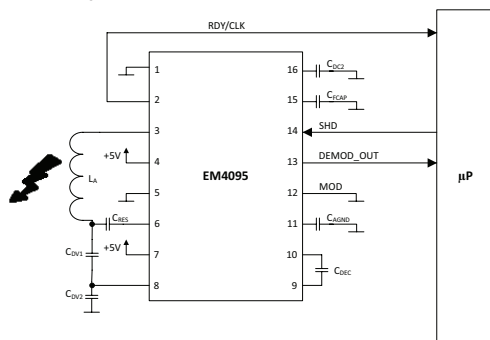 RDY/CLK
1
16
CDC2
2
15
CFCAP
3
14
SHD
+5V
4
13
DEMOD_OUT
LA
EM4095
µP
5
12
MOD
CRES
6
11
CAGND
+5V
7
10
CDV1
CDEC
8
9
CDV2